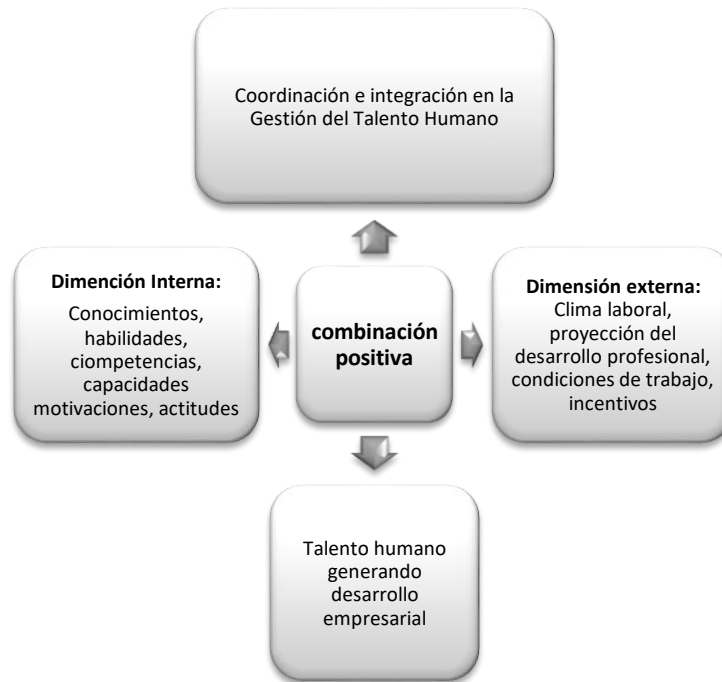 Coordinación e integración en la
Gestión del Talento Humano
Dimención Interna:
Conocimientos,
habilidades,
ciompetencias,
capacidades
motivaciones, actitudes
combinación
positiva
Dimensión externa:
Clima laboral,
proyección del
desarrollo profesional,
condiciones de trabajo,
incentivos
Talento humano
generando
desarrollo
empresarial